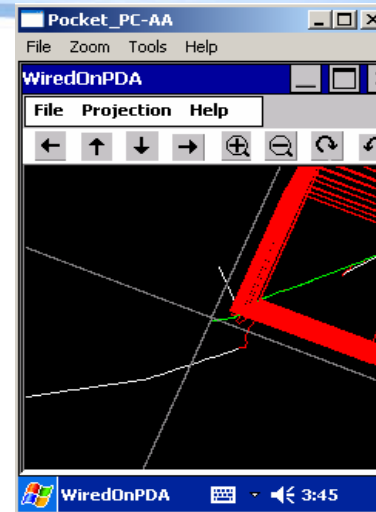 Pocket_PC-AA
File Zoom Tools Help
WiredOnPDA
File Projection Help
WiredOnPDA 3:45